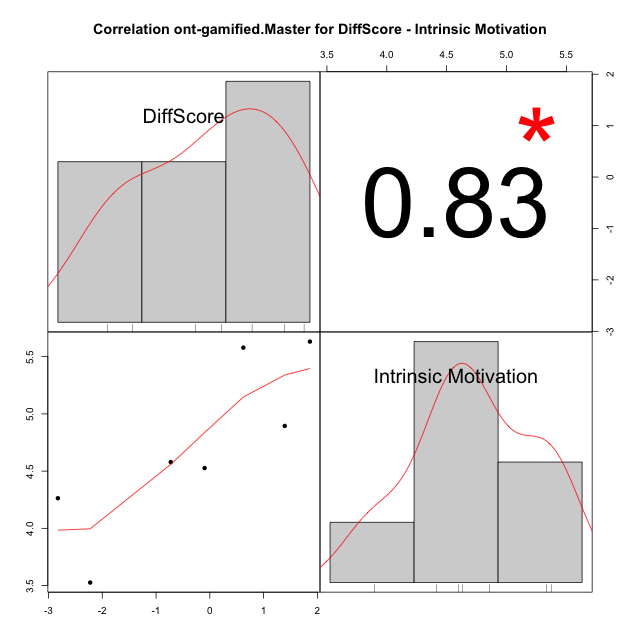 Correlation ont-gamified.Master for DiffScore - Intrinsic Motivation
3.5 4.0 4.5 5.0 5.5
DiffScore
*
0.83
2
1
0
-1
-2
-3
Intrinsic Motivation
5.5
5.0
4.5
4.0
3.5
-3 -2 -1 0 1 2